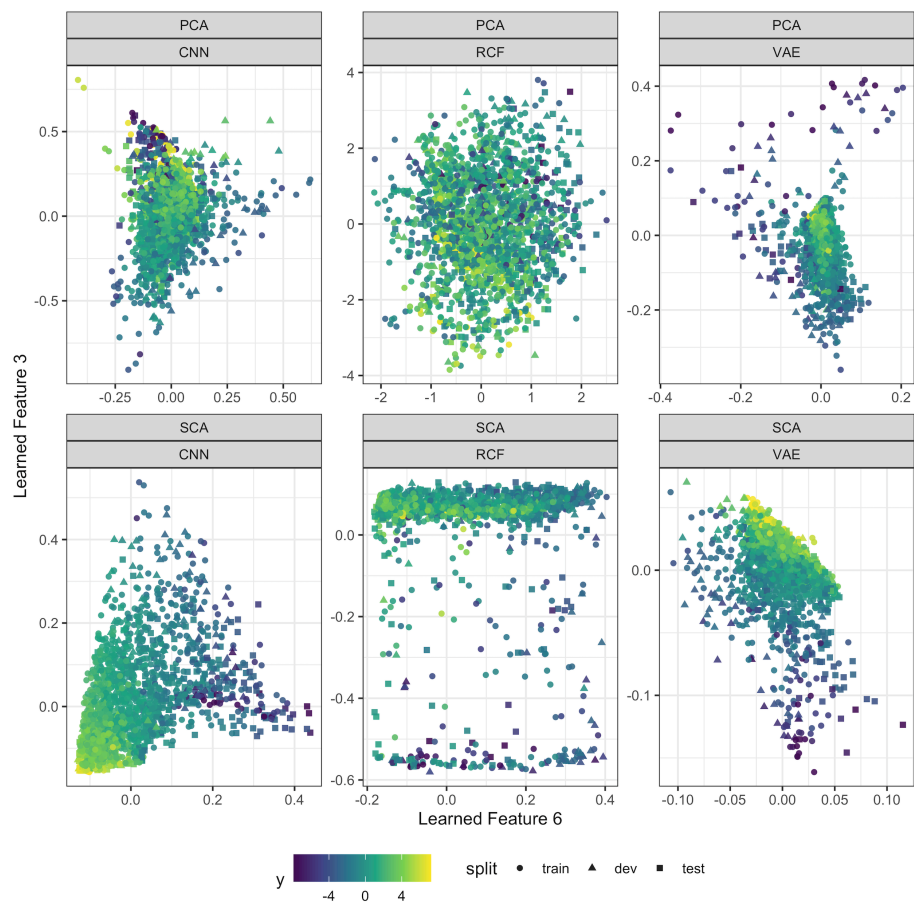 PCA PCA PCA
CNN RCF VAE
0.5
0.0
-0.5
-0.25 0.00 0.25 0.50
4
2
0
-2
-4
-2 -1 0 1 2
0.4
0.2
0.0
-0.2
-0.4 -0.2 0.0 0.2
Learned Feature 3
SCA SCA SCA
CNN RCF VAE
0.4
0.3
0.0
0.0 0.2 0.4
0.0
-0.2
-0.4
-0.6
-0.2 0.0 0.2 0.4
0.0
-0.1
-0.10 -0.05 0.00 0.05 0.10
Learned Feature 6
y
-4 0 4
split train dev test